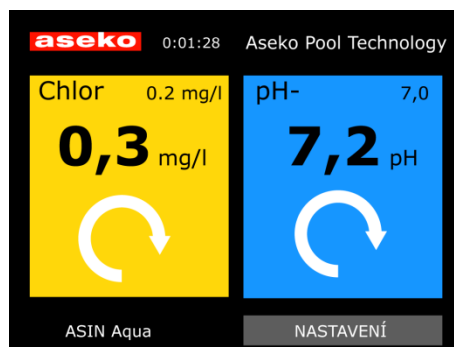 aseko 0:01:28 Aseko Pool Technology
Chlor 0.2 mg/l
0,3 mg/l
pH- 7,0
7,2 pH
ASIN Aqua NASTAVENÍ